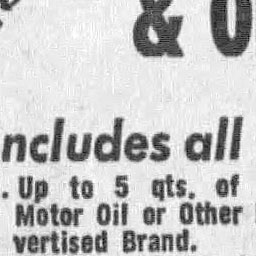 & O
ncludes all
. Up to 5 qts. of
Motor Oil or Other
vertised Brand.